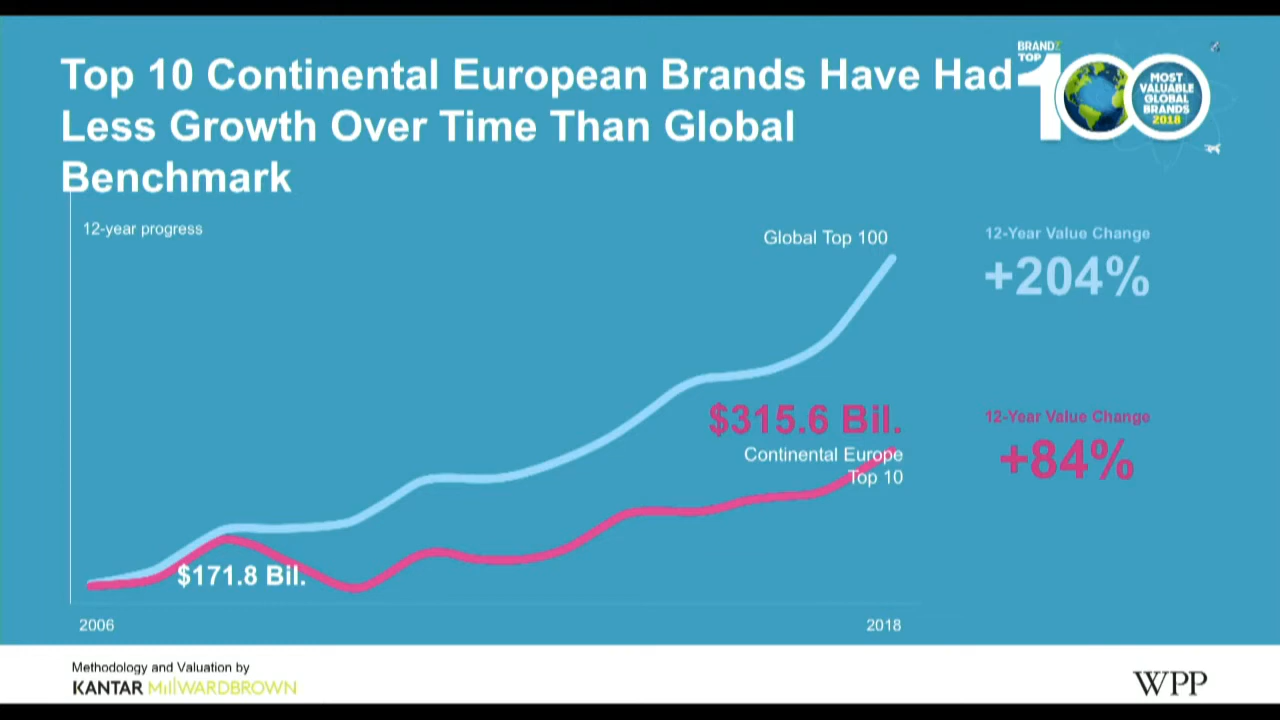 Top 10 Continental European Brands Have Had
Less Growth Over Time Than Global
Benchmark
BRANDZ
TOP
100
MOST
VALUABLE
GLOBAL
BRANDS
2018
12-year progress
Global Top 100
12-Year Value Change
+204%
$315.6 Bil.
Continental Europe
Top 10
12-Year Value Change
+84%
$171.8 Bil.
2006
2018
Methodology and Valuation by
KANTAR MillWARDBROWN
WPP